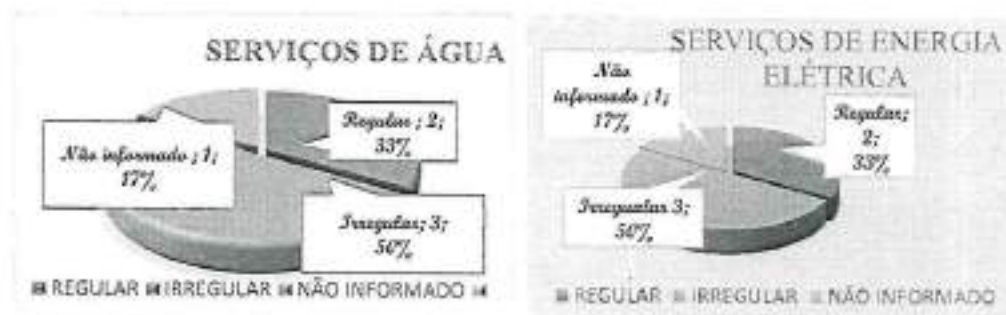 SERVIÇOS DE ÁGUA
Regular ; 2;
33%
Não informado ; 1;
17%
Irregular; 3;
50%
REGULAR IRREGULAR NÃO INFORMADO
SERVIÇOS DE ENERGIA
ELÉTRICA
Não
informado ; 1;
17%
Regular;
2;
33%
Irregualar 3;
50%
REGULAR IRREGULAR NÃO INFORMADO